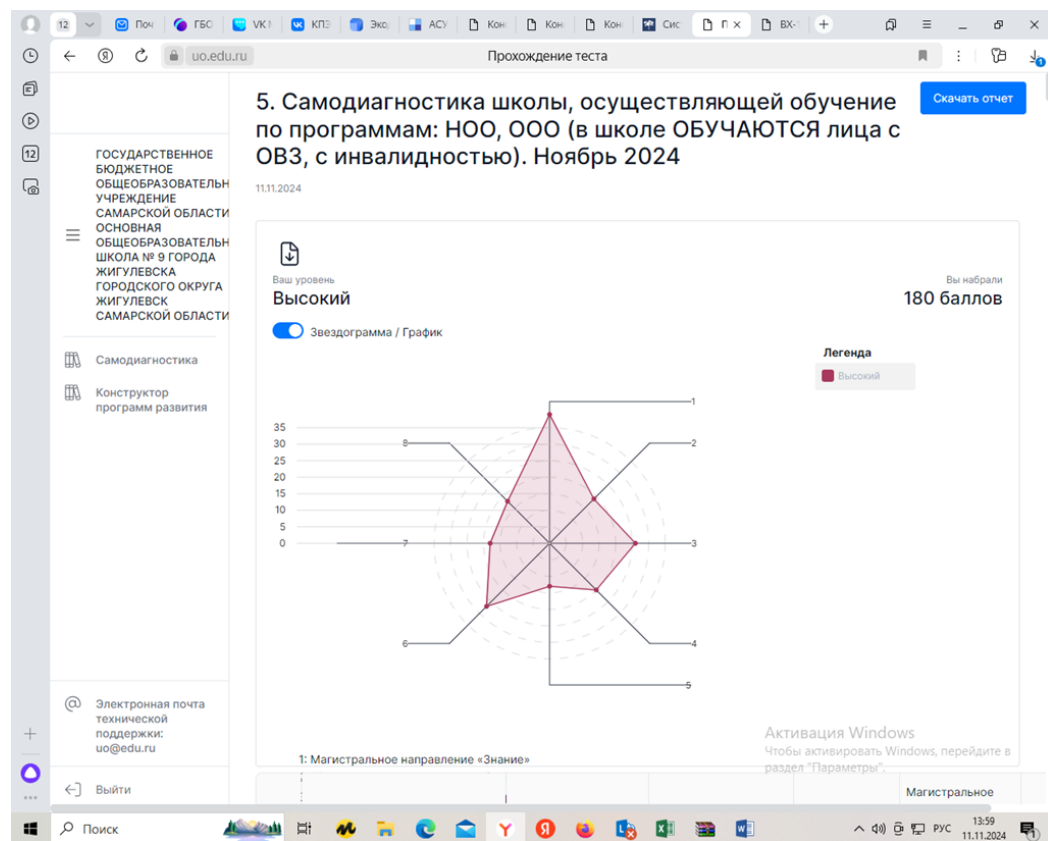 12
Поч
ГБО
VK М
КПЭ
Эко.
АСУ
Кон
Кон
Кон
Сис
П
ВХ-1
uo.edu.ru
Прохождение теста
12
5. Самодиагностика школы, осуществляющей обучение
по программам: НОО, ООО (в школе ОБУЧАЮТСЯ лица с
ОВЗ, с инвалидностью). Ноябрь 2024
Скачать отчет
11.11.2024
ГОСУДАРСТВЕННОЕ
БЮДЖЕТНОЕ
ОБЩЕОБРАЗОВАТЕЛЬН
УЧРЕЖДЕНИЕ
САМАРСКОЙ ОБЛАСТИ
ОСНОВНАЯ
ОБЩЕОБРАЗОВАТЕЛЬН
ШКОЛА № 9 ГОРОДА
ЖИГУЛЕВСКА
ГОРОДСКОГО ОКРУГА
ЖИГУЛЕВСК
САМАРСКОЙ ОБЛАСТИ
Самодиагностика
Конструктор
программ развития
Электронная почта
технической
поддержки:
uo@edu.ru
Выйти
Ваш уровень
Высокий
Вы набрали
180 баллов
Звездограмма / График
Легенда
Высокий
35
30
25
20
15
10
5
0
1
2
3
4
5
6
7
8
1: Магистральное направление «Знание»
Магистральное
Активация Windows
Чтобы активировать Windows, перейдите в
раздел "Параметры".
Поиск
РУС
13:59
11.11.2024
1